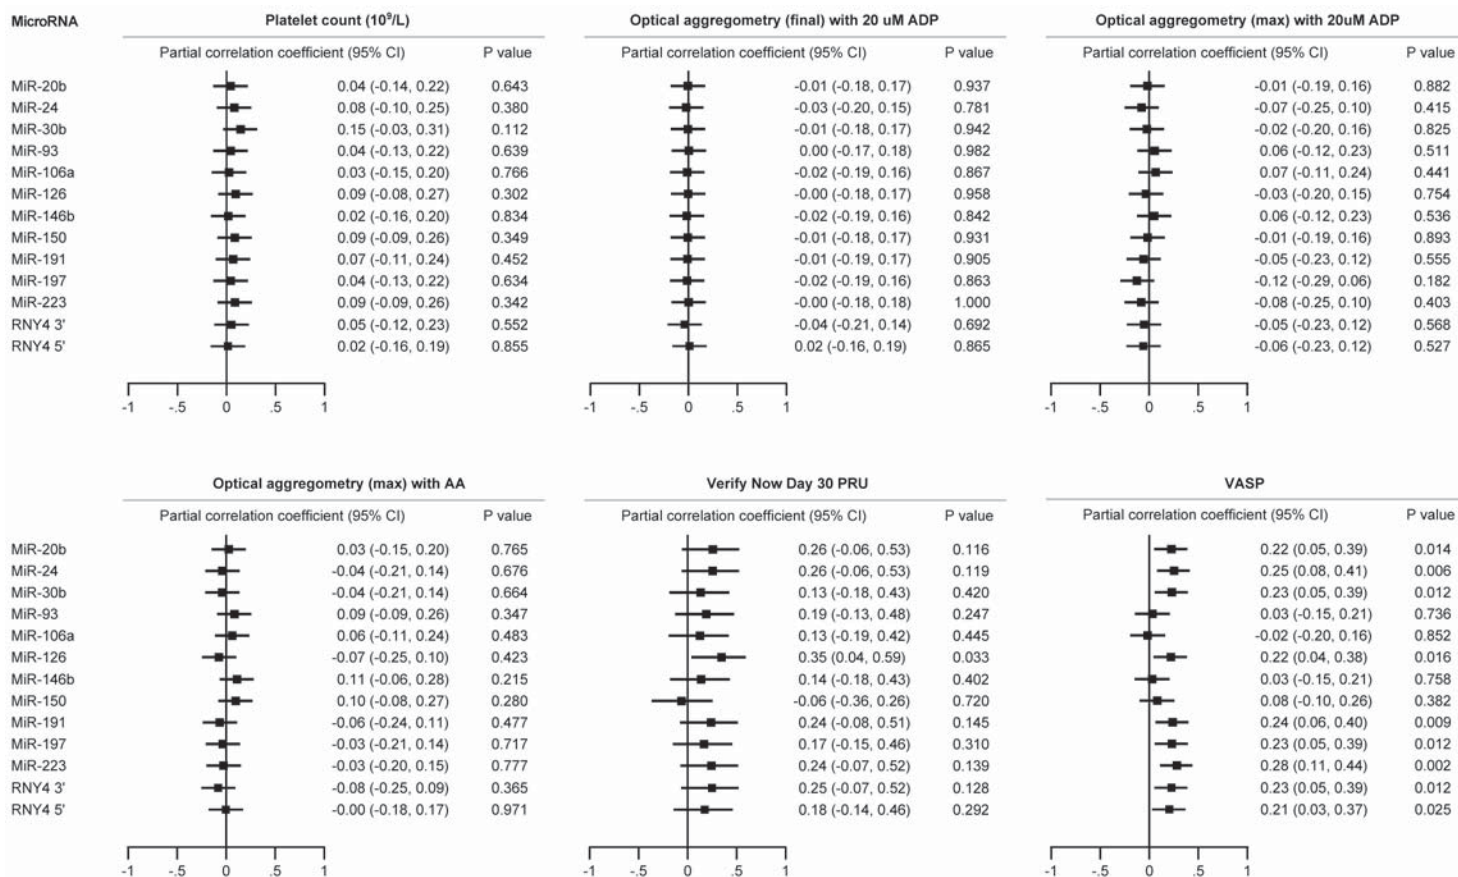 MicroRNA Platelet count (10⁹/L) Optical aggregometry (final) with 20 uM ADP Optical aggregometry (max) with 20uM ADP
Partial correlation coefficient (95% CI) P value Partial correlation coefficient (95% CI) P value Partial correlation coefficient (95% CI) P value
MiR-20b 0.04 (-0.14, 0.22) 0.643 -0.01 (-0.18, 0.17) 0.937 -0.01 (-0.19, 0.16) 0.882
MiR-24 0.08 (-0.10, 0.25) 0.380 -0.03 (-0.20, 0.15) 0.781 -0.07 (-0.25, 0.10) 0.415
MiR-30b 0.15 (-0.03, 0.31) 0.112 -0.01 (-0.18, 0.17) 0.942 -0.02 (-0.20, 0.16) 0.825
MiR-93 0.04 (-0.13, 0.22) 0.639 0.00 (-0.17, 0.18) 0.982 0.06 (-0.12, 0.23) 0.511
MiR-106a 0.03 (-0.15, 0.20) 0.766 -0.02 (-0.19, 0.16) 0.867 0.07 (-0.11, 0.24) 0.441
MiR-126 0.09 (-0.08, 0.27) 0.302 -0.00 (-0.18, 0.17) 0.958 -0.03 (-0.20, 0.15) 0.754
MiR-146b 0.02 (-0.16, 0.20) 0.834 -0.02 (-0.19, 0.16) 0.842 0.06 (-0.12, 0.23) 0.536
MiR-150 0.09 (-0.09, 0.26) 0.349 -0.01 (-0.18, 0.17) 0.931 -0.01 (-0.19, 0.16) 0.893
MiR-191 0.07 (-0.11, 0.24) 0.452 -0.01 (-0.19, 0.17) 0.905 -0.05 (-0.23, 0.12) 0.555
MiR-197 0.04 (-0.13, 0.22) 0.634 -0.02 (-0.19, 0.16) 0.863 -0.12 (-0.29, 0.06) 0.182
MiR-223 0.09 (-0.09, 0.26) 0.342 -0.00 (-0.18, 0.18) 1.000 -0.08 (-0.25, 0.10) 0.403
RNY4 3' 0.05 (-0.12, 0.23) 0.552 -0.04 (-0.21, 0.14) 0.692 -0.05 (-0.23, 0.12) 0.568
RNY4 5' 0.02 (-0.16, 0.19) 0.855 0.02 (-0.16, 0.19) 0.865 -0.06 (-0.23, 0.12) 0.527
-1 -.5 0 .5 1 -1 -.5 0 .5 1 -1 -.5 0 .5 1
Optical aggregometry (max) with AA Verify Now Day 30 PRU VASP
Partial correlation coefficient (95% CI) P value Partial correlation coefficient (95% CI) P value Partial correlation coefficient (95% CI) P value
MiR-20b 0.03 (-0.15, 0.20) 0.765 0.26 (-0.06, 0.53) 0.116 0.22 (0.05, 0.39) 0.014
MiR-24 -0.04 (-0.21, 0.14) 0.676 0.26 (-0.06, 0.53) 0.119 0.25 (0.08, 0.41) 0.006
MiR-30b -0.04 (-0.21, 0.14) 0.664 0.13 (-0.18, 0.43) 0.420 0.23 (0.05, 0.39) 0.012
MiR-93 0.09 (-0.09, 0.26) 0.347 0.19 (-0.13, 0.48) 0.247 0.03 (-0.15, 0.21) 0.736
MiR-106a 0.06 (-0.11, 0.24) 0.483 0.13 (-0.19, 0.42) 0.445 -0.02 (-0.20, 0.16) 0.852
MiR-126 -0.07 (-0.25, 0.10) 0.423 0.35 (0.04, 0.59) 0.033 0.22 (0.04, 0.38) 0.016
MiR-146b 0.11 (-0.06, 0.28) 0.215 0.14 (-0.18, 0.43) 0.402 0.03 (-0.15, 0.21) 0.758
MiR-150 0.10 (-0.08, 0.27) 0.280 -0.06 (-0.36, 0.26) 0.720 0.08 (-0.10, 0.26) 0.382
MiR-191 -0.06 (-0.24, 0.11) 0.477 0.24 (-0.08, 0.51) 0.145 0.24 (0.06, 0.40) 0.009
MiR-197 -0.03 (-0.21, 0.14) 0.717 0.17 (-0.15, 0.46) 0.310 0.23 (0.05, 0.39) 0.012
MiR-223 -0.03 (-0.20, 0.15) 0.777 0.24 (-0.07, 0.52) 0.139 0.28 (0.11, 0.44) 0.002
RNY4 3' -0.08 (-0.25, 0.09) 0.365 0.25 (-0.07, 0.52) 0.128 0.23 (0.05, 0.39) 0.012
RNY4 5' -0.00 (-0.18, 0.17) 0.971 0.18 (-0.14, 0.46) 0.292 0.21 (0.03, 0.37) 0.025
-1 -.5 0 .5 1 -1 -.5 0 .5 1 -1 -.5 0 .5 1